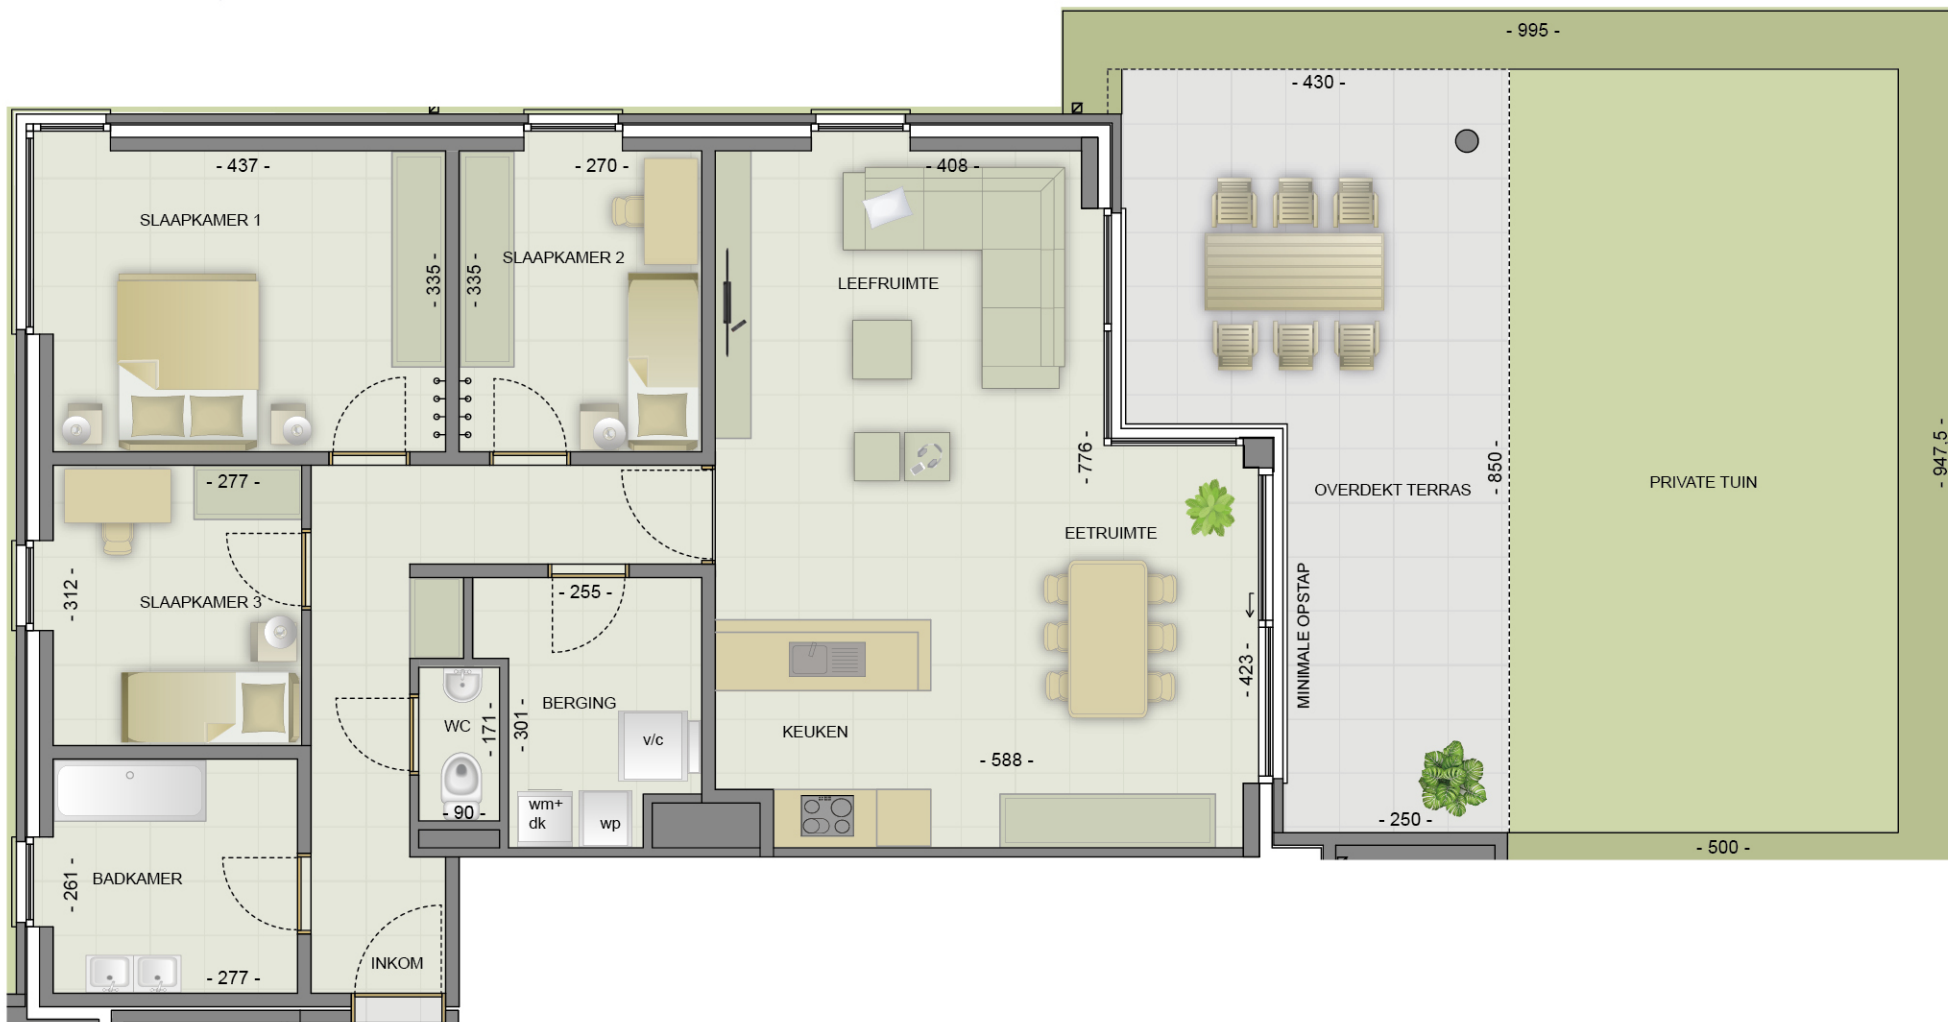 - 995 -
- 430 -
- 437 -
- 270 -
- 408 -
SLAAPKAMER 1
SLAAPKAMER 2
- 335 -
- 335 -
LEEFRUIMTE
- 776 -
- 850 -
- 947.5 -
- 277 -
OVERDEKT TERRAS
PRIVATE TUIN
EETRUIMTE
- 312 -
SLAAPKAMER 3
- 255 -
MINIMALE OPSTAP
- 423 -
BERGING
WC
- 171 -
- 301 -
v/c
KEUKEN
- 588 -
wm+
dk
wp
- 90 -
- 250 -
- 500 -
BADKAMER
- 261 -
INKOM
- 277 -